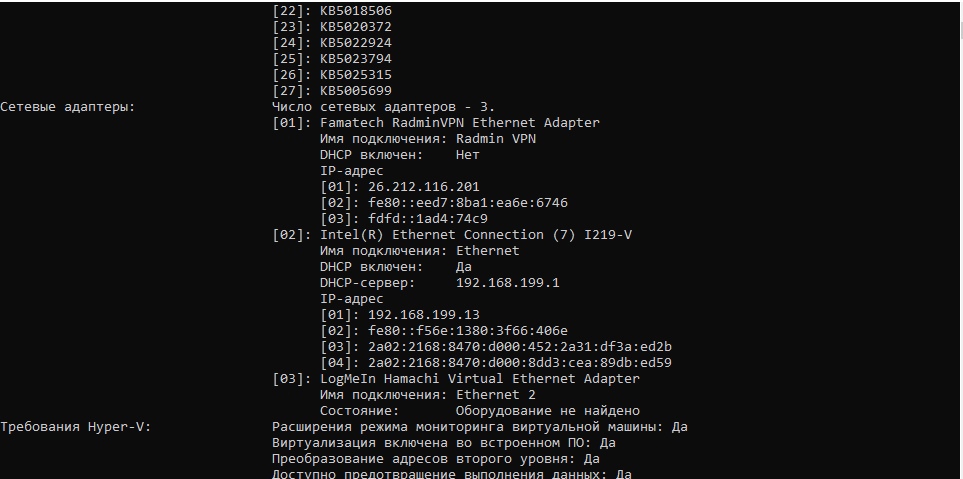 [22]: KB5018506
[23]: KB5020372
[24]: KB5022924
[25]: KB5023794
[26]: KB5025315
[27]: KB5005699
Сетевые адаптеры: Число сетевых адаптеров - 3.
[01]: Famatech RadminVPN Ethernet Adapter
Имя подключения: Radmin VPN
DHCP включен: Нет
IP-адрес
[01]: 26.212.116.201
[02]: fe80::eed7:8ba1:ea6e:6746
[03]: fdfd::1ad4:74c9
[02]: Intel(R) Ethernet Connection (7) I219-V
Имя подключения: Ethernet
DHCP включен: Да
DHCP-сервер: 192.168.199.1
IP-адрес
[01]: 192.168.199.13
[02]: fe80::f56e:1380:3f66:406e
[03]: 2a02:2168:8470:d000:452:2a31:df3a:ed2b
[04]: 2a02:2168:8470:d000:8dd3:cea:89db:ed59
[03]: LogMeIn Hamachi Virtual Ethernet Adapter
Имя подключения: Ethernet 2
Состояние: Оборудование не найдено
Требования Hyper-V: Расширения режима мониторинга виртуальной машины: Да
Виртуализация включена во встроенном ПО: Да
Преобразование адресов второго уровня: Да
Доступно предотвращение выполнения данных: Да